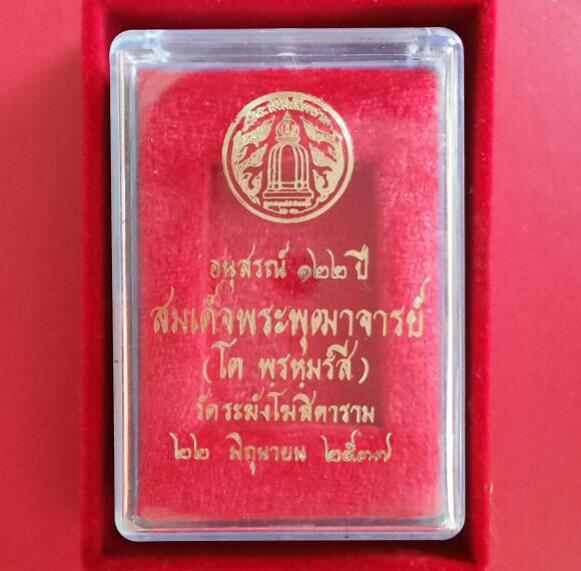 อนุสรณ์ ๑๒๒ ปี
สมเด็จพระพุฒาจารย์
(โต พฺรหฺมรํสี)
วัดระฆังโฆสิตาราม
๒๒ มิถุนายน ๒๕๓๗